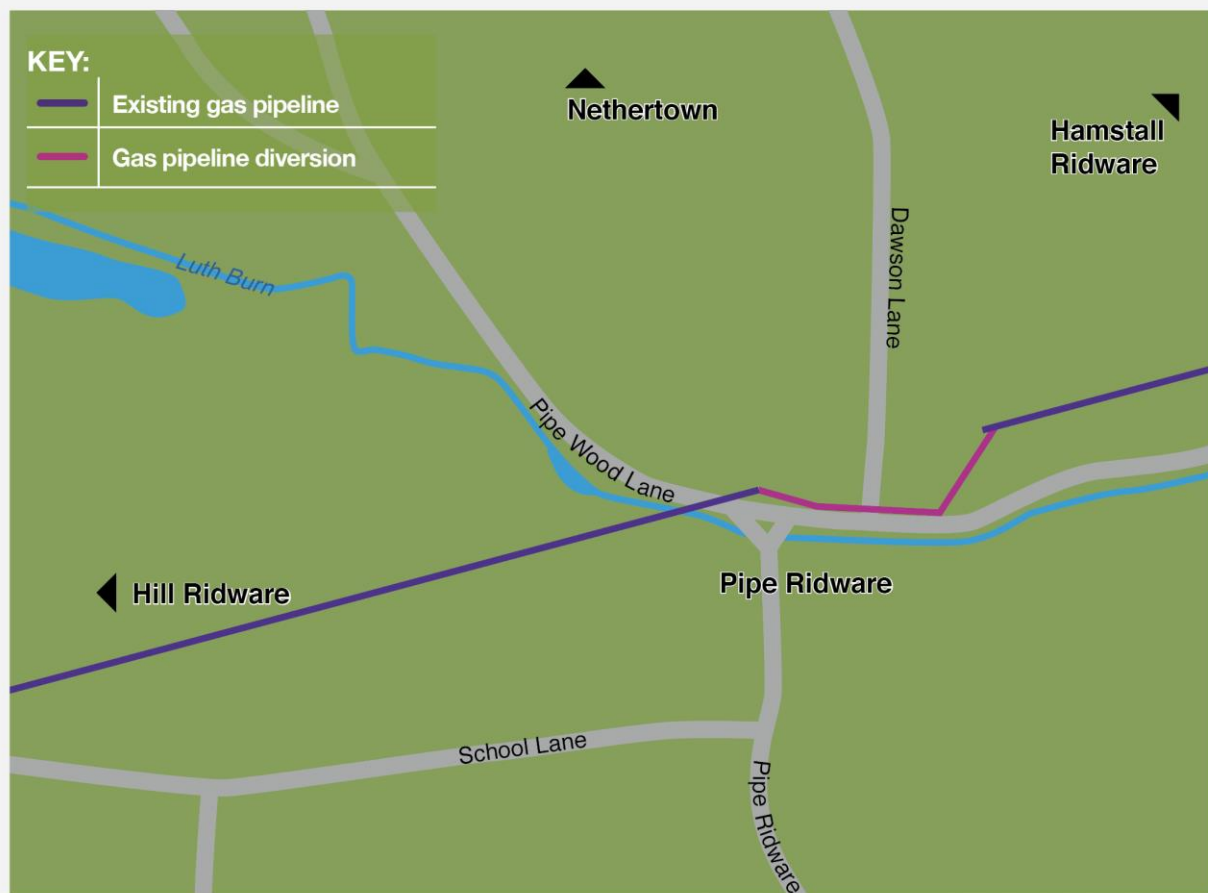 KEY:
Existing gas pipeline
Gas pipeline diversion
Nethertown
Hamstall
Ridware
Luth Burn
Dawson Lane
Pipe Wood Lane
Hill Ridware
Pipe Ridware
School Lane
Pipe Ridware